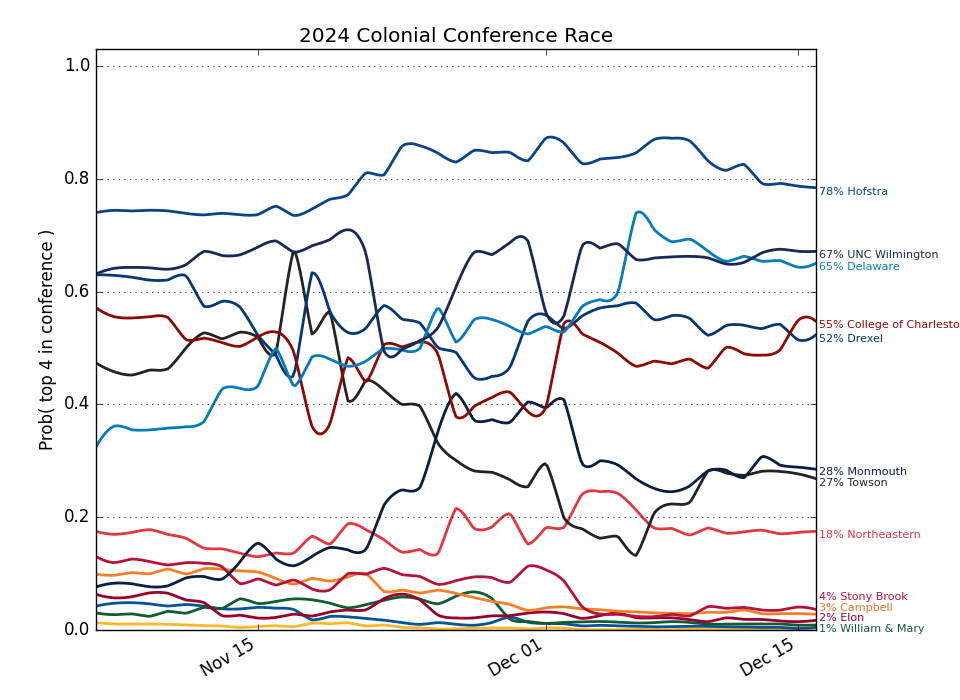 2024 Colonial Conference Race
Prob( top 4 in conference )
1.0
0.8
0.6
0.4
0.2
0.0
Nov 15
Dec 01
Dec 15
78% Hofstra
67% UNC Wilmington
65% Delaware
55% College of Charlesto
52% Drexel
28% Monmouth
27% Towson
18% Northeastern
4% Stony Brook
3% Campbell
2% Elon
1% William & Mary